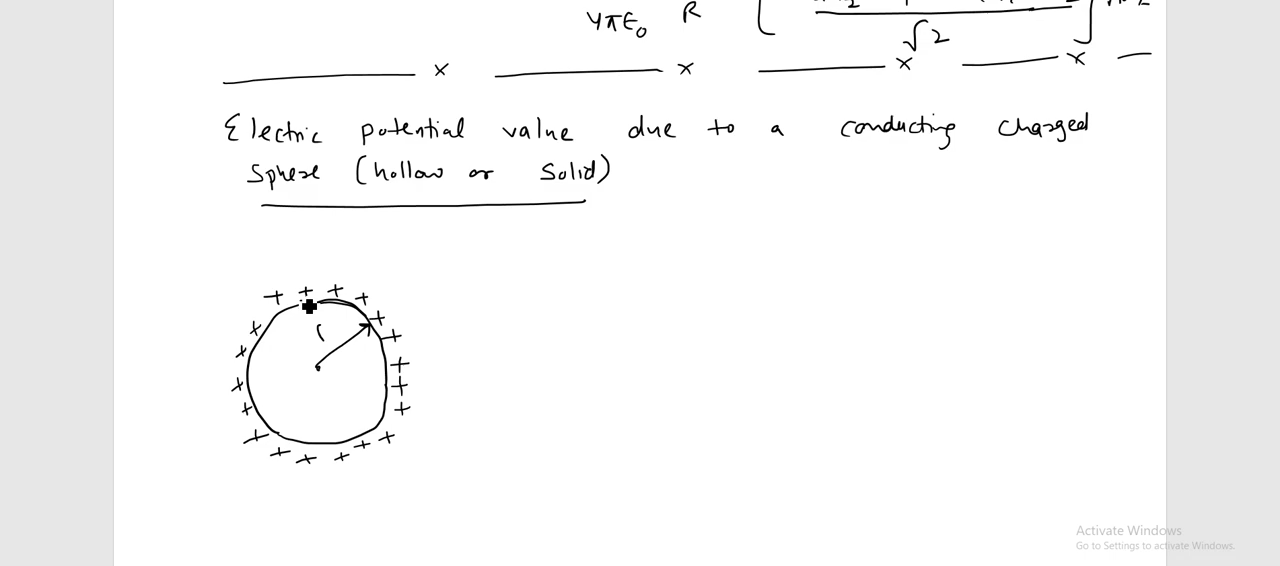 4πε₀ R √2
x x x x
Electric potential value due to a conducting charged
Sphere (hollow or Solid)
+ + + +
r
Activate Windows
Go to Settings to activate Windows.